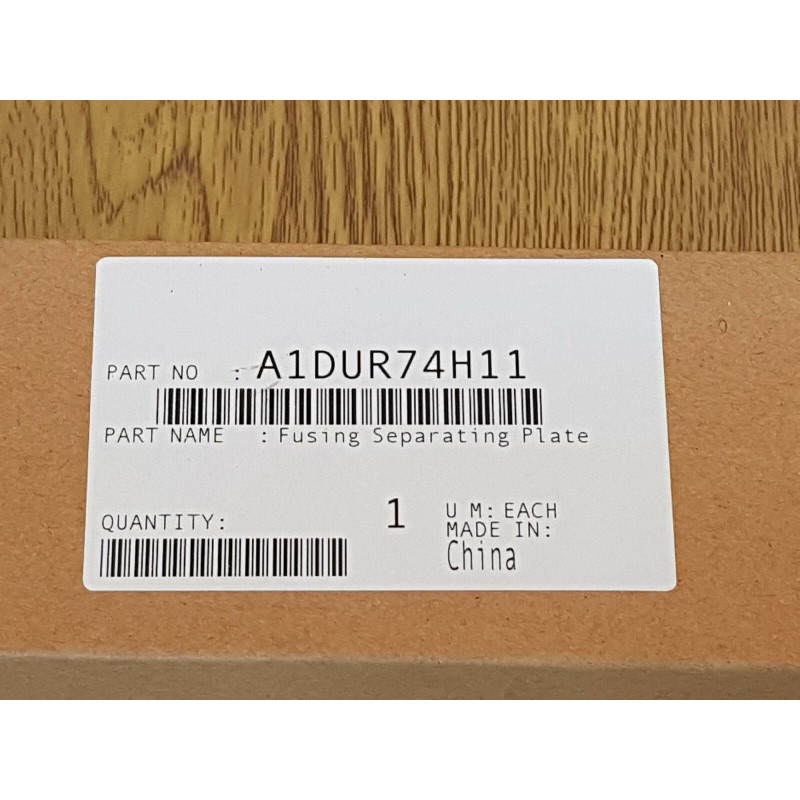 PART NO : A1DUR74H11
PART NAME : Fusing Separating Plate
QUANTITY: 1 U M: EACH
MADE IN:
China